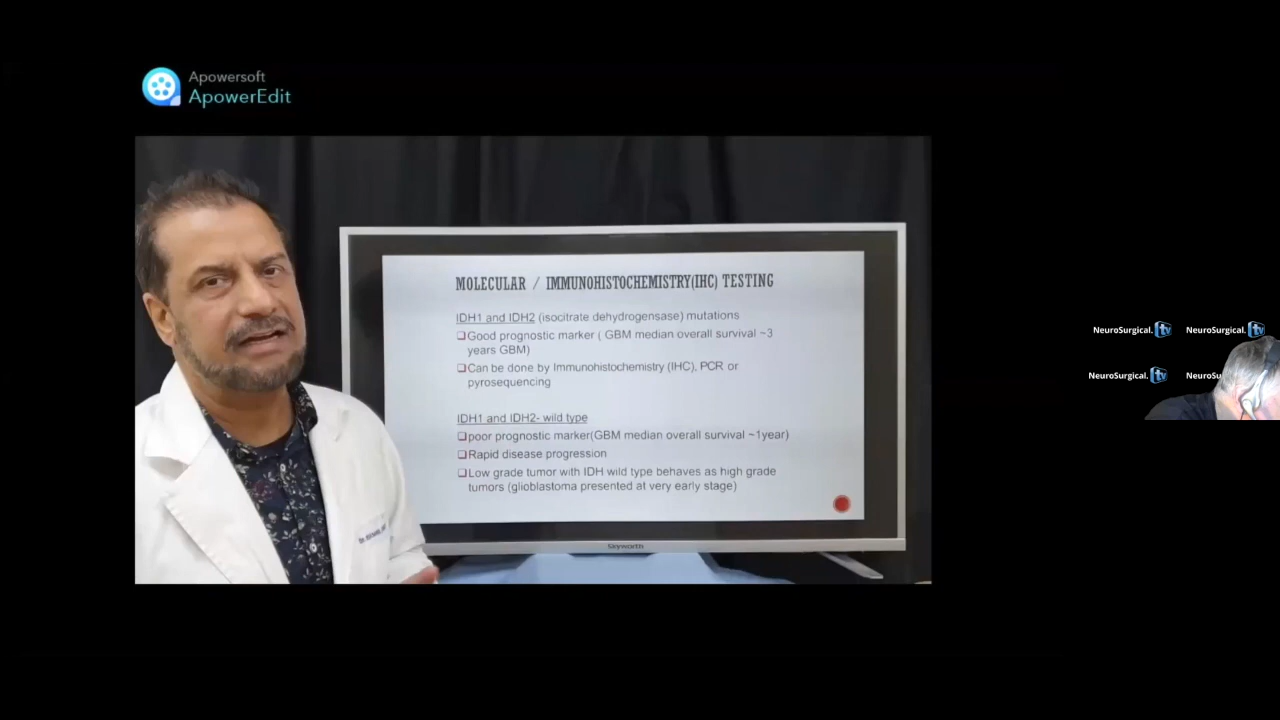 Apowersoft
ApowerEdit
MOLECULAR / IMMUNOHISTOCHEMISTRY(IHC) TESTING
IDH1 and IDH2 (isocitrate dehydrogensase) mutations
Good prognostic marker ( GBM median overall survival ~3
years GBM)
Can be done by Immunohistochemistry (IHC), PCR or
pyrosequencing
IDH1 and IDH2- wild type
poor prognostic marker(GBM median overall survival ~1year)
Rapid disease progression
Low grade tumor with IDH wild type behaves as high grade
tumors (glioblastoma presented at very early stage)
Skyworth
NeuroSurgical.tv NeuroSurgical.tv
NeuroSurgical.tv NeuroSu